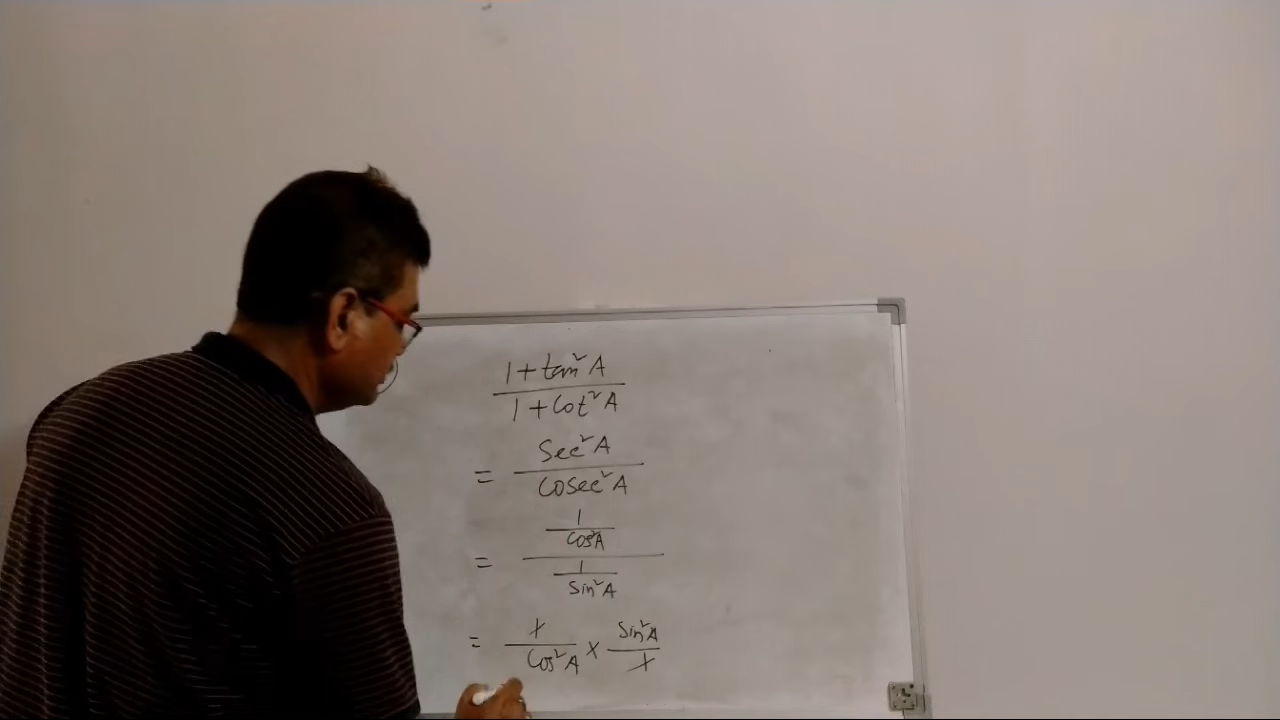 1 + tan²A
1 + Cot²A
= Sec²A
Cosec²A
1
Cos²A
=
1
Sin²A
= 1 × Sin²A
Cos²A 1